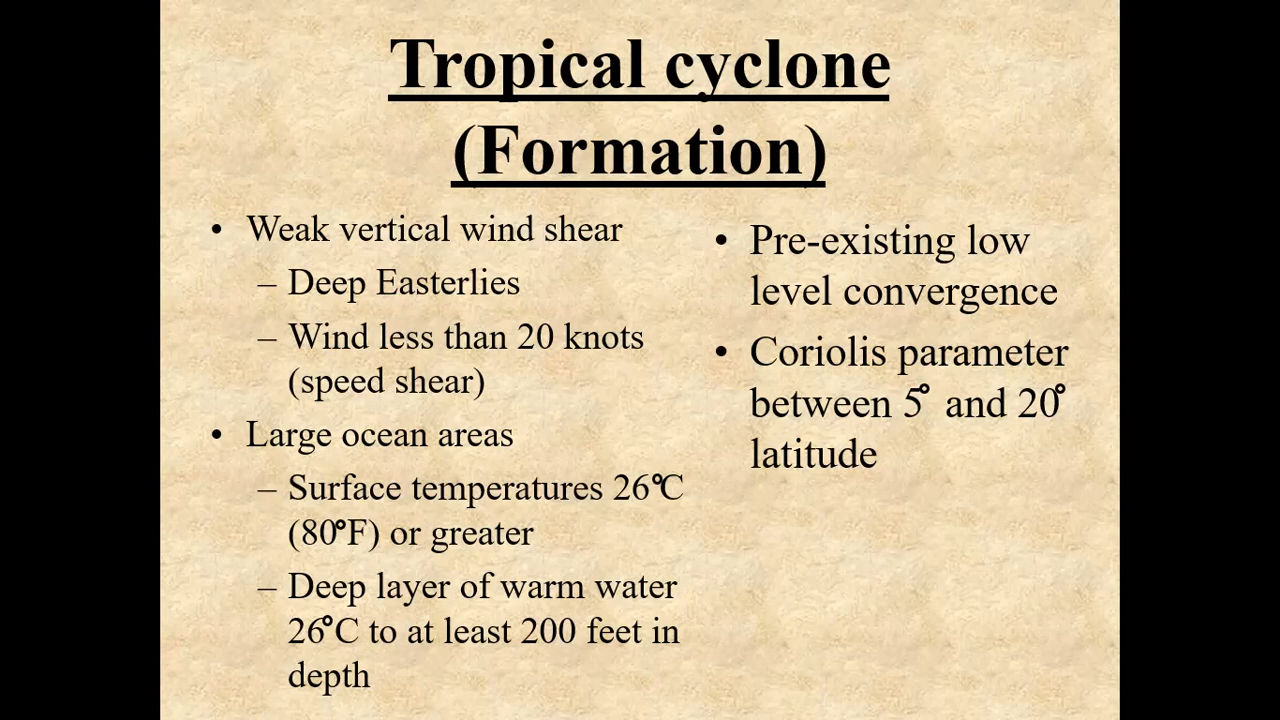 Tropical cyclone
(Formation)
• Weak vertical wind shear
– Deep Easterlies
– Wind less than 20 knots
(speed shear)
• Large ocean areas
– Surface temperatures 26°C
(80°F) or greater
– Deep layer of warm water
26°C to at least 200 feet in
depth
• Pre-existing low
level convergence
• Coriolis parameter
between 5° and 20°
latitude